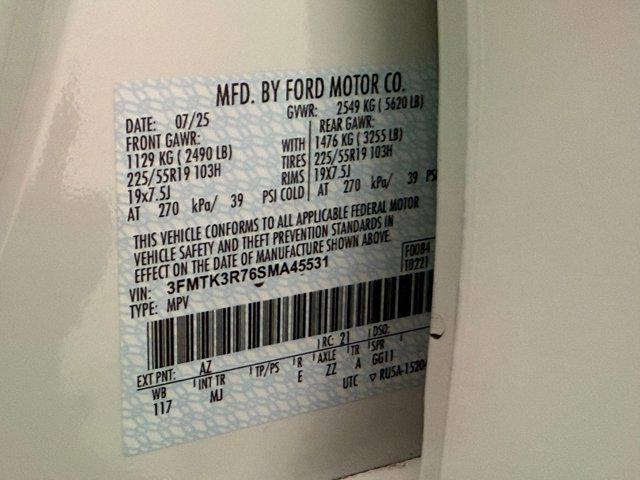 MFD. BY FORD MOTOR CO.
DATE: 07/25 GVWR: 2549 KG ( 5620 LB)
FRONT GAWR: REAR GAWR:
1129 KG ( 2490 LB) WITH 1476 KG ( 3255 LB)
225/55R19 103H TIRES 225/55R19 103H
19x7.5J RIMS 19x7.5J
AT 270 kPa/ 39 PSI COLD AT 270 kPa/ 39 PS
THIS VEHICLE CONFORMS TO ALL APPLICABLE FEDERAL MOTOR
VEHICLE SAFETY AND THEFT PREVENTION STANDARDS IN
EFFECT ON THE DATE OF MANUFACTURE SHOWN ABOVE.
VIN: 3FMTK3R76SMA45531 F0084
TYPE: MPV T0221
EXT PNT: AZ RC: 21 DSO:
WB INT TR TP/PS R AXLE TR SPR
117 MJ E ZZ A GG11
UTC ▽ RUSA-1520